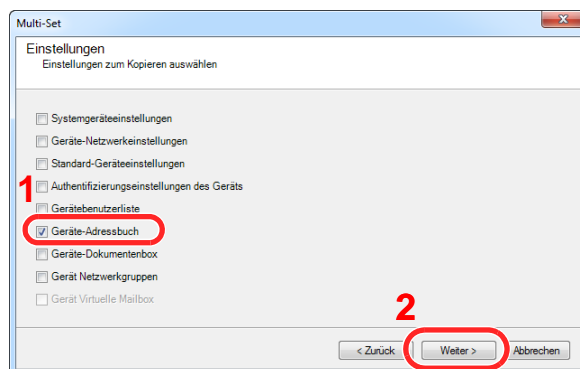 Multi-Set
Einstellungen
Einstellungen zum Kopieren auswählen
Systemgeräteeinstellungen
Geräte-Netzwerkeinstellungen
Standard-Geräteeinstellungen
1
Authentifizierungseinstellungen des Geräts
Gerätebenutzerliste
Geräte-Adressbuch
Geräte-Dokumentenbox
Gerät Netzwerkgruppen
Gerät Virtuelle Mailbox
2
< Zurück Weiter > Abbrechen